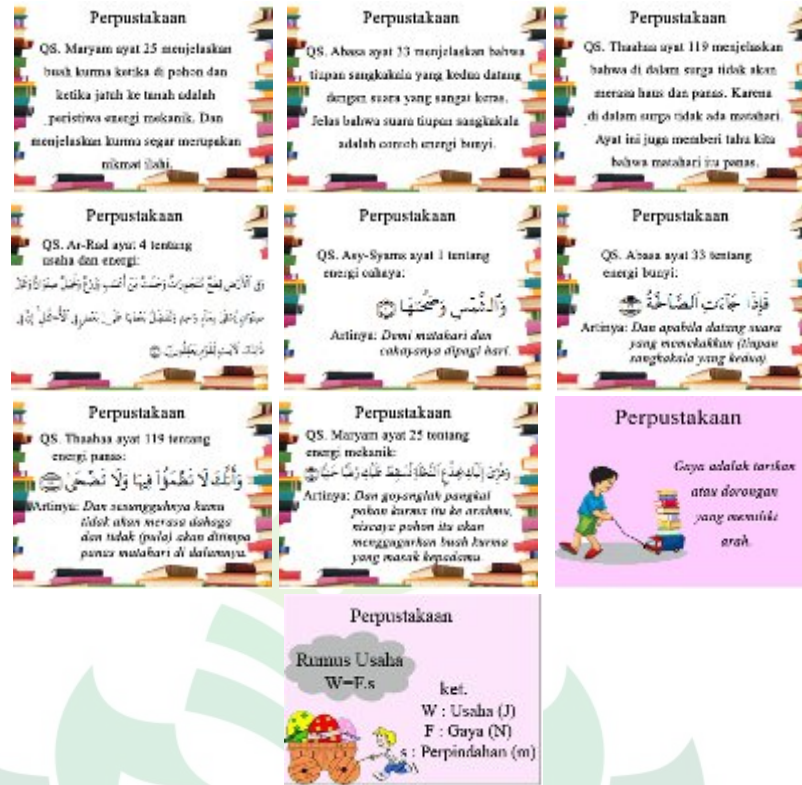 Perpustakaan
QS. Maryam ayat 25 menjelaskan
buah kurma ketika di pohon dan
ketika jatuh ke tanah adalah
peristiwa energi mekanik. Dan
menjelaskan kurma segar merupakan
nikmat ilahi.
Perpustakaan
QS. Abasa ayat 33 menjelaskan bahwa
tiupan sangkakala yang kedua datang
dengan suara yang sangat keras.
Jelas bahwa suara tiupan sangkakala
adalah contoh energi bunyi.
Perpustakaan
QS. Thaahaa ayat 119 menjelaskan
bahwa di dalam surga tidak akan
merasa haus dan panas. Karena
di dalam surga tidak ada matahari.
Ayat ini juga memberi tahu kita
bahwa matahari itu panas.
Perpustakaan
QS. Ar-Rad ayat 4 tentang
usaha dan energi:
Perpustakaan
QS. Asy-Syams ayat 1 tentang
energi cahaya:
وَٱلشَّمْسِ وَضُحَىٰهَا
Artinya: Demi matahari dan
cahayanya dipagi hari.
Perpustakaan
QS. Abasa ayat 33 tentang
energi bunyi:
فَإِذَا جَآءَتِ ٱلصَّآخَّةُ
Artinya: Dan apabila datang suara
yang memekakkan (tiupan
sangkakala yang kedua).
Perpustakaan
QS. Thaahaa ayat 119 tentang
energi panas:
وَأَنَّكَ لَا تَظْمَؤُا۟ فِيهَا وَلَا تَضْحَىٰ
Artinya: Dan sesungguhnya kamu
tidak akan merasa dahaga
dan tidak (pula) akan ditimpa
panas matahari di dalamnya.
Perpustakaan
QS. Maryam ayat 25 tentang
energi mekanik:
Artinya: Dan goyanglah pangkal
pohon kurma itu ke arahmu,
niscaya pohon itu akan
menggugurkan buah kurma
yang masak kepadamu.
Perpustakaan
Gaya adalah tarikan
atau dorongan
yang memiliki
arah.
Perpustakaan
Rumus Usaha
W=F.s
ket.
W : Usaha (J)
F : Gaya (N)
s : Perpindahan (m)